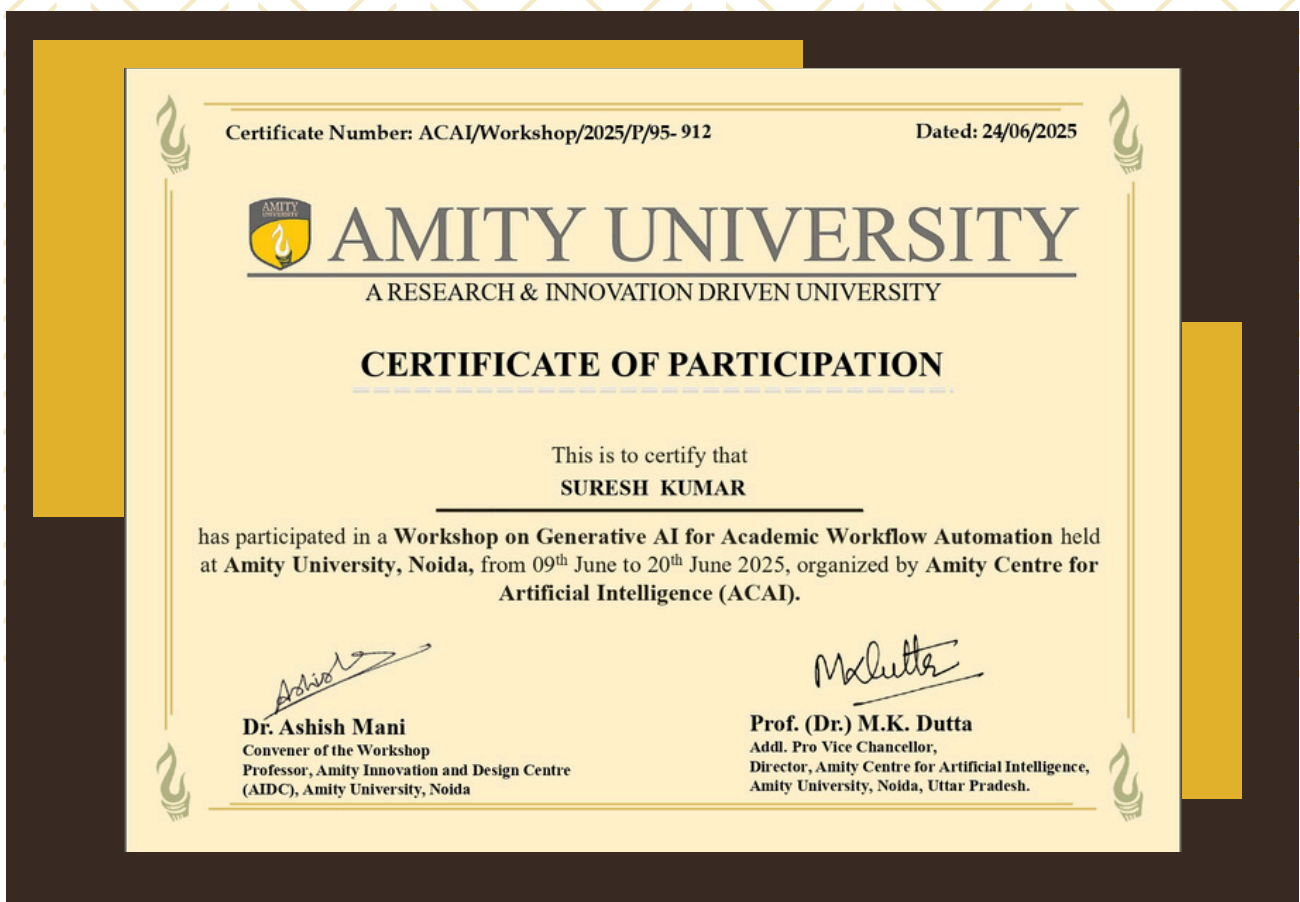 Certificate Number: ACAI/Workshop/2025/P/95- 912
Dated: 24/06/2025
AMITY
UNIVERSITY
AMITY UNIVERSITY
A RESEARCH & INNOVATION DRIVEN UNIVERSITY
CERTIFICATE OF PARTICIPATION
This is to certify that
SURESH KUMAR
has participated in a Workshop on Generative AI for Academic Workflow Automation held
at Amity University, Noida, from 09th June to 20th June 2025, organized by Amity Centre for
Artificial Intelligence (ACAI).
Ashish
MKDutta
Dr. Ashish Mani
Convener of the Workshop
Professor, Amity Innovation and Design Centre
(AIDC), Amity University, Noida
Prof. (Dr.) M.K. Dutta
Addl. Pro Vice Chancellor,
Director, Amity Centre for Artificial Intelligence,
Amity University, Noida, Uttar Pradesh.